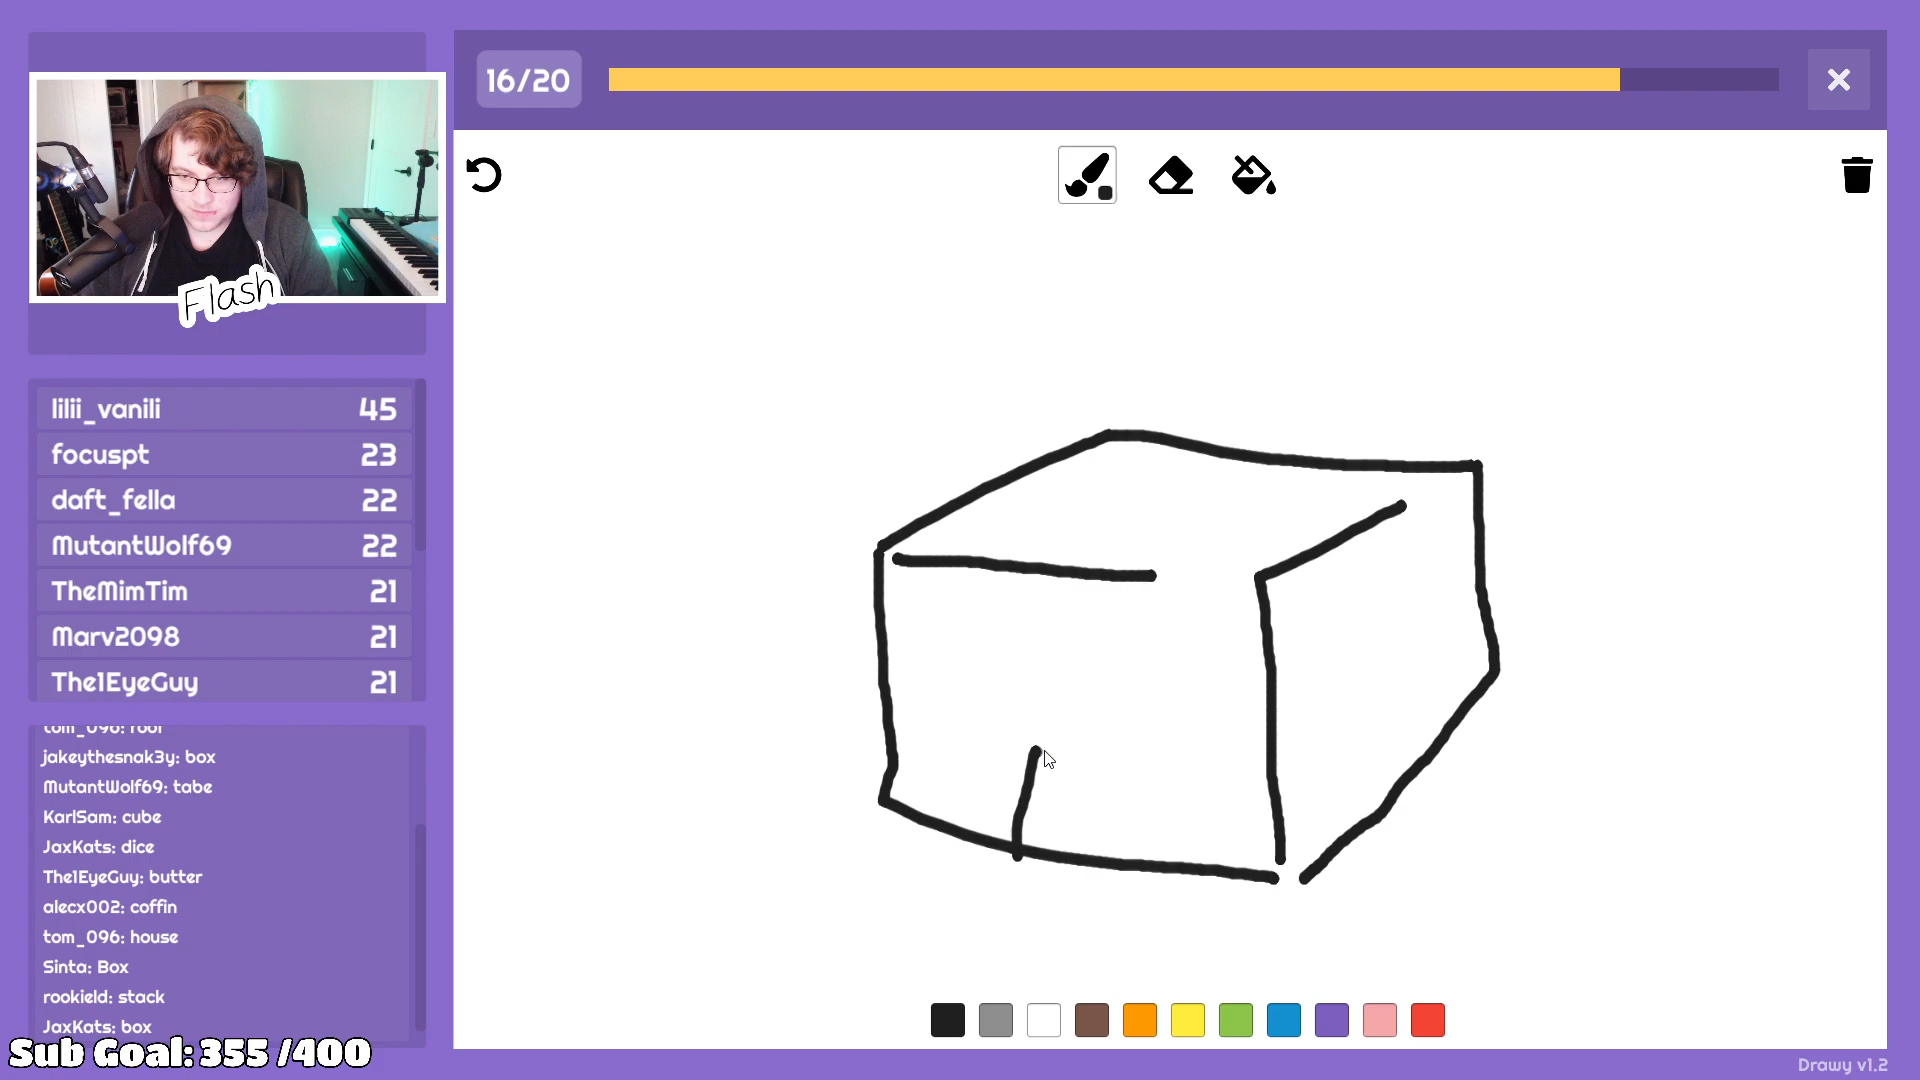 16/20
Flash
lilii_vanili 45
focuspt 23
daft_fella 22
MutantWolf69 22
TheMimTim 21
Marv2098 21
The1EyeGuy 21
tom_096: roof
jakeythesnak3y: box
MutantWolf69: tabe
KarlSam: cube
JaxKats: dice
The1EyeGuy: butter
alecx002: coffin
tom_096: house
Sinta: Box
rookield: stack
JaxKats: box
Sub Goal: 355 /400
Drawy v1.2